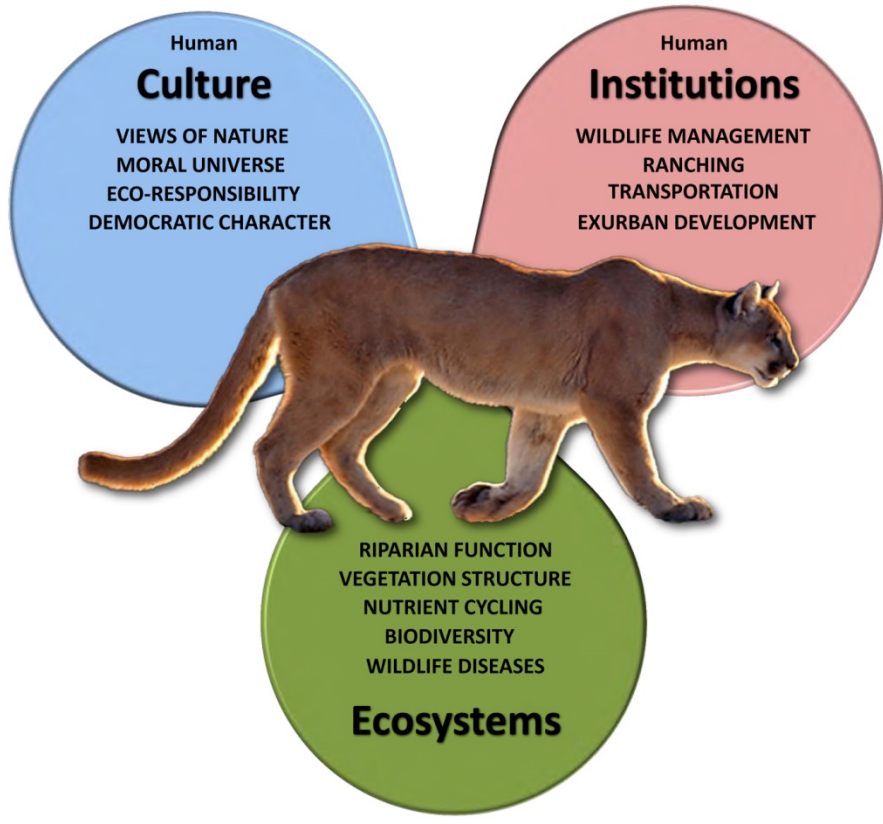 Human
Culture
VIEWS OF NATURE
MORAL UNIVERSE
ECO-RESPONSIBILITY
DEMOCRATIC CHARACTER
Human
Institutions
WILDLIFE MANAGEMENT
RANCHING
TRANSPORTATION
EXURBAN DEVELOPMENT
RIPARIAN FUNCTION
VEGETATION STRUCTURE
NUTRIENT CYCLING
BIODIVERSITY
WILDLIFE DISEASES
Ecosystems